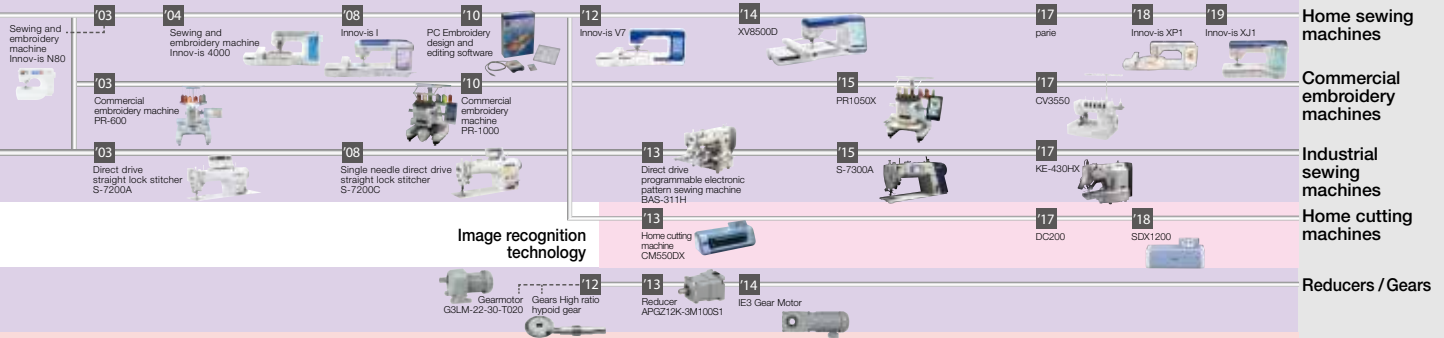 Sewing and
embroidery
machine
Innov-is N80
'03
'04
Sewing and
embroidery machine
Innov-is 4000
'08
Innov-is I
'10
PC Embroidery
design and
editing software
'12
Innov-is V7
'14
XV8500D
'17
parie
'18
Innov-is XP1
'19
Innov-is XJ1
Home sewing
machines
'03
Commercial
embroidery machine
PR-600
'10
Commercial
embroidery
machine
PR-1000
'15
PR1050X
'17
CV3550
Commercial
embroidery
machines
'03
Direct drive
straight lock stitcher
S-7200A
'08
Single needle direct drive
straight lock stitcher
S-7200C
'13
Direct drive
programmable electronic
pattern sewing machine
BAS-311H
'15
S-7300A
'17
KE-430HX
Industrial
sewing
machines
Image recognition
technology
'13
Home cutting
machine
CM550DX
'17
DC200
'18
SDX1200
Home cutting
machines
Gearmotor
G3LM-22-30-T020
'12
Gears High ratio
hypoid gear
'13
Reducer
APGZ12K-3M100S1
'14
IE3 Gear Motor
Reducers / Gears